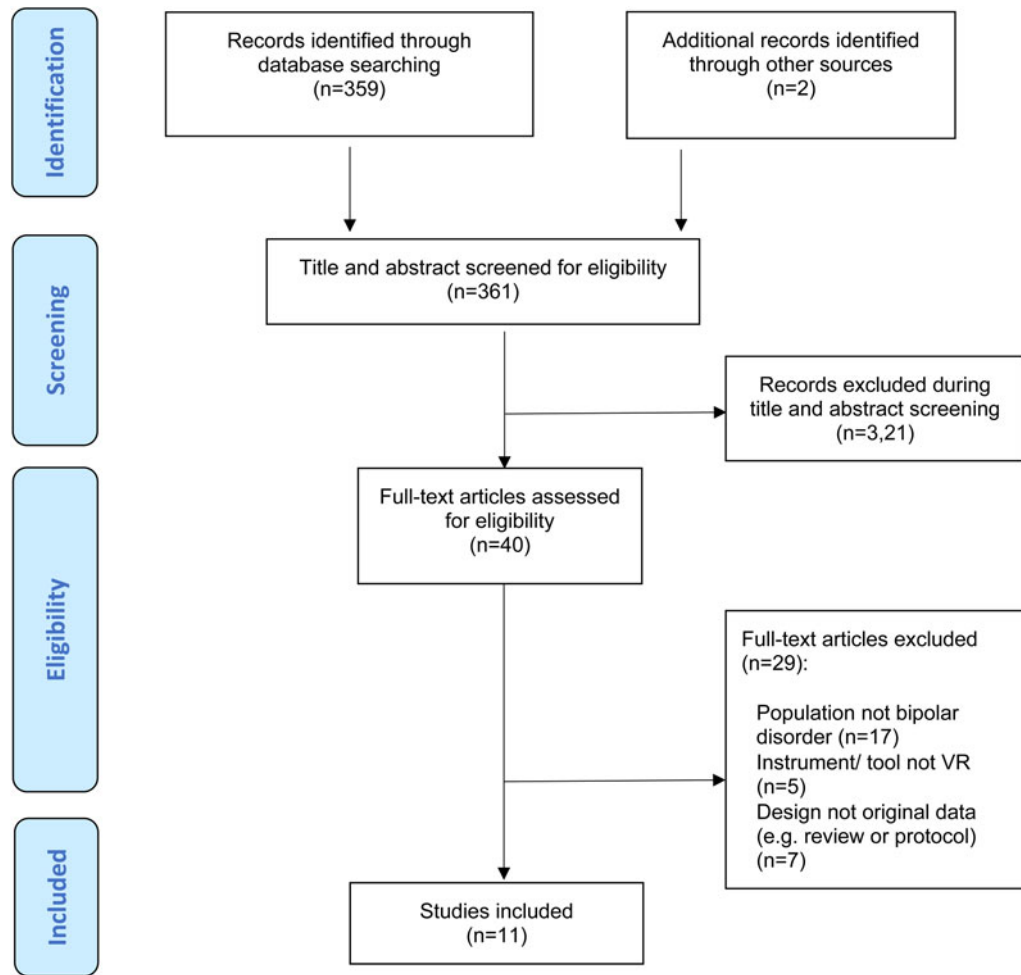 Identification
Records identified through
database searching
(n=359)
Additional records identified
through other sources
(n=2)
Screening
Title and abstract screened for eligibility
(n=361)
Records excluded during
title and abstract screening
(n=3,21)
Eligibility
Full-text articles assessed
for eligibility
(n=40)
Full-text articles excluded
(n=29):
Population not bipolar
disorder (n=17)
Instrument/ tool not VR
(n=5)
Design not original data
(e.g. review or protocol)
(n=7)
Included
Studies included
(n=11)